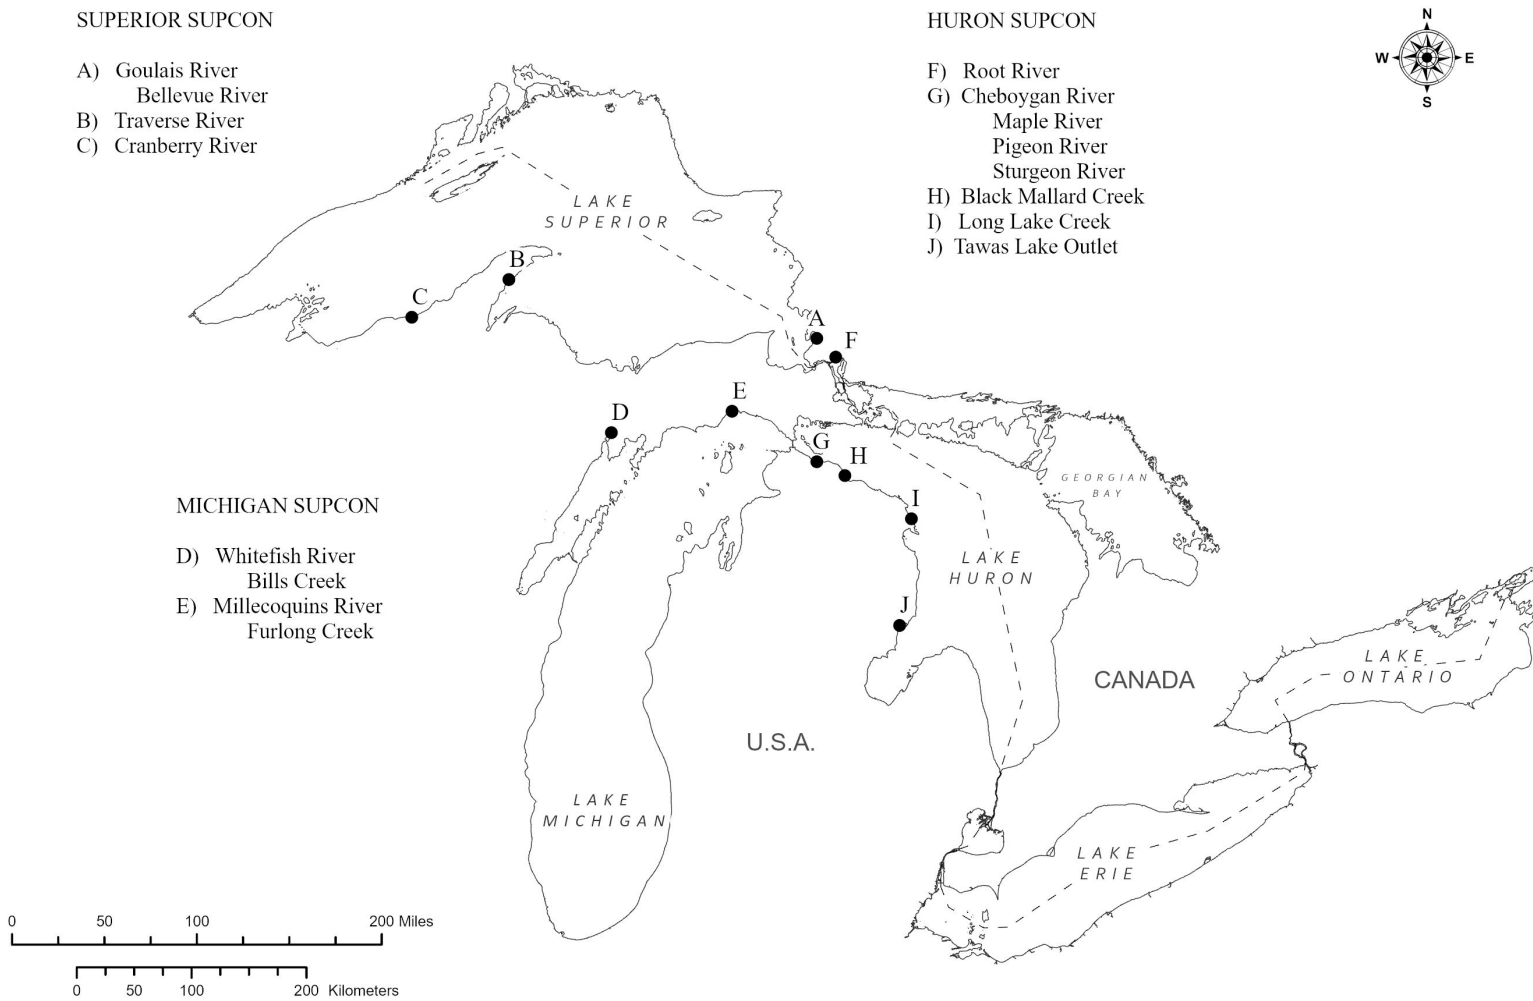 SUPERIOR SUPCON
A) Goulais River
Bellevue River
B) Traverse River
C) Cranberry River
HURON SUPCON
F) Root River
G) Cheboygan River
Maple River
Pigeon River
Sturgeon River
H) Black Mallard Creek
I) Long Lake Creek
J) Tawas Lake Outlet
N
W E
S
LAKE
SUPERIOR
B
C
A
F
E
D
G
H
GEORGIAN
BAY
I
MICHIGAN SUPCON
D) Whitefish River
Bills Creek
E) Millecoquins River
Furlong Creek
LAKE
HURON
J
CANADA
LAKE
ONTARIO
U.S.A.
LAKE
MICHIGAN
LAKE
ERIE
0 50 100 200 Miles
0 50 100 200 Kilometers